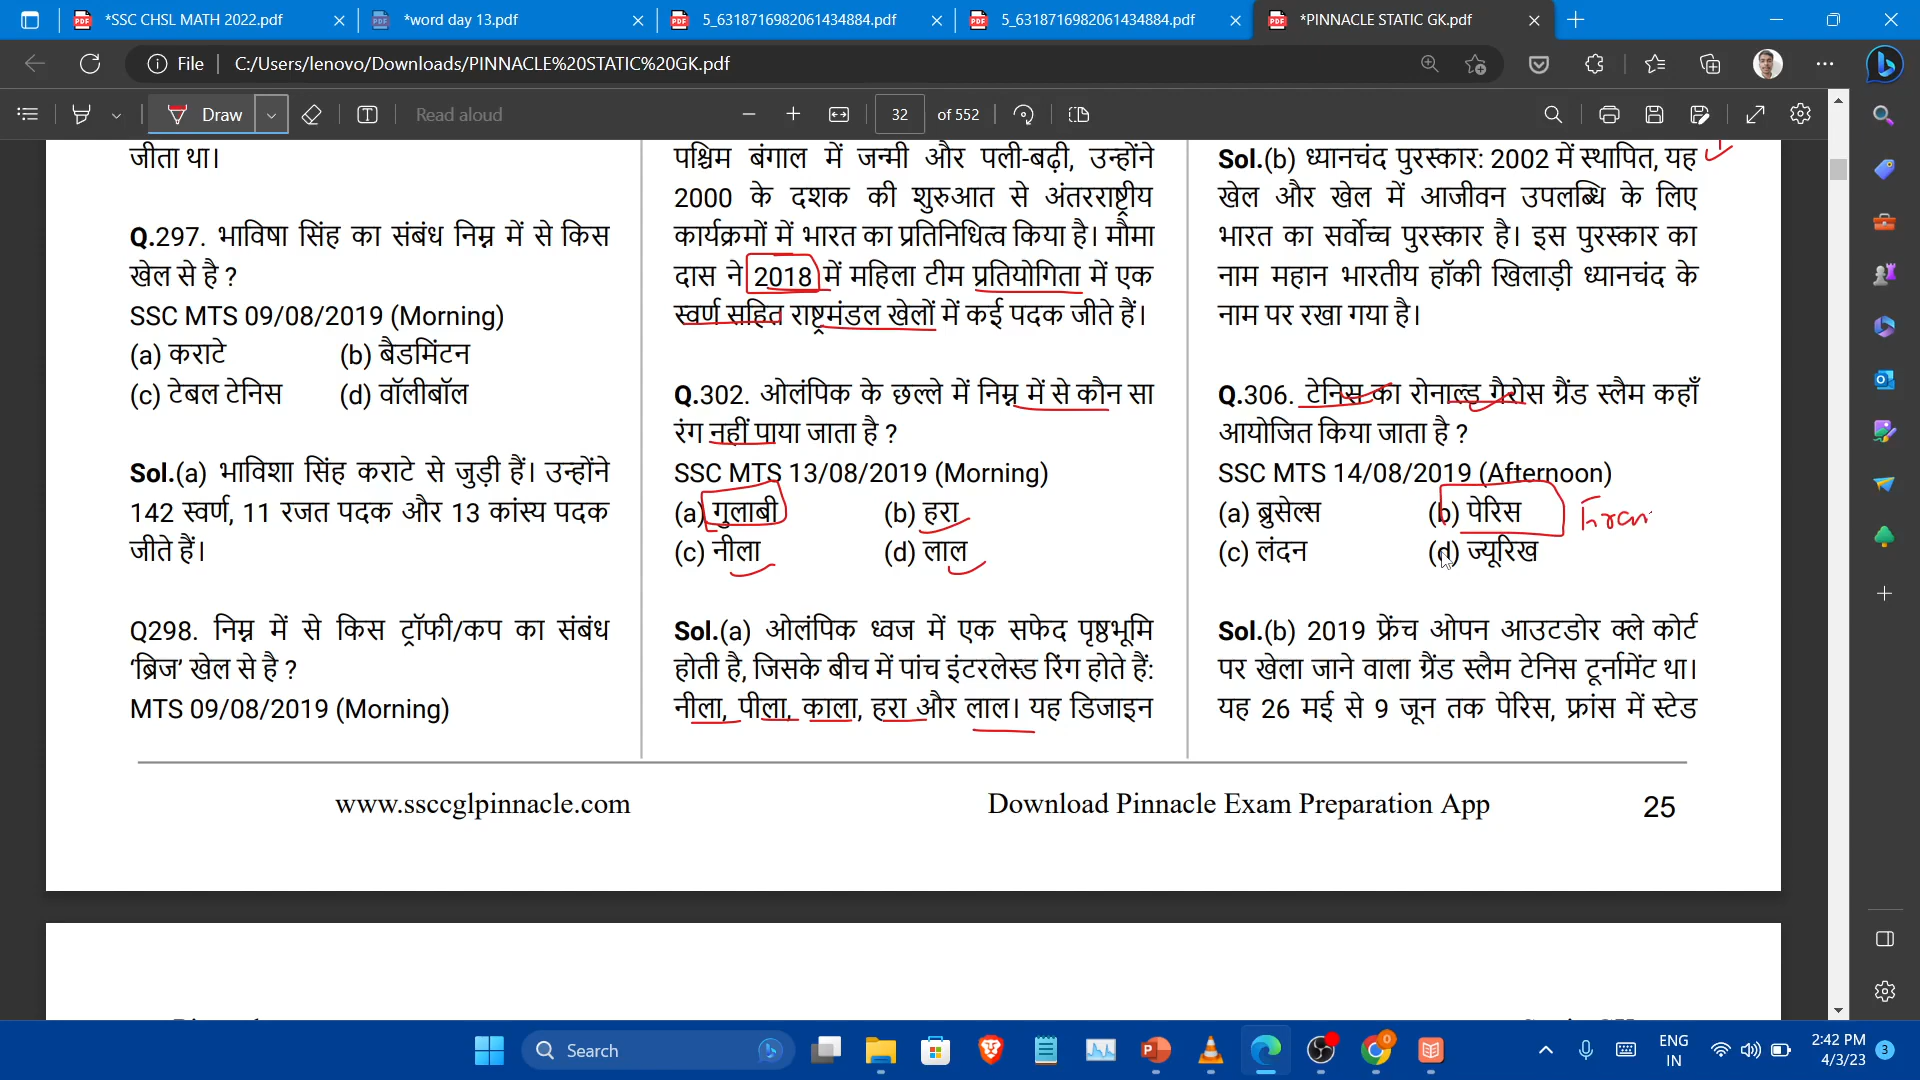 *SSC CHSL MATH 2022.pdf
*word day 13.pdf
5_6318716982061434884.pdf
5_6318716982061434884.pdf
*PINNACLE STATIC GK.pdf
File
C:/Users/lenovo/Downloads/PINNACLE%20STATIC%20GK.pdf
Draw
Read aloud
32
of 552
जीता था।
Q.297. भाविषा सिंह का संबंध निम्न में से किस
खेल से है ?
SSC MTS 09/08/2019 (Morning)
(a) कराटे (b) बैडमिंटन
(c) टेबल टेनिस (d) वॉलीबॉल
Sol.(a) भाविशा सिंह कराटे से जुड़ी हैं। उन्होंने
142 स्वर्ण, 11 रजत पदक और 13 कांस्य पदक
जीते हैं।
Q298. निम्न में से किस ट्रॉफी/कप का संबंध
‘ब्रिज’ खेल से है ?
MTS 09/08/2019 (Morning)
पश्चिम बंगाल में जन्मी और पली-बढ़ी, उन्होंने
2000 के दशक की शुरुआत से अंतरराष्ट्रीय
कार्यक्रमों में भारत का प्रतिनिधित्व किया है। मौमा
दास ने 2018 में महिला टीम प्रतियोगिता में एक
स्वर्ण सहित राष्ट्रमंडल खेलों में कई पदक जीते हैं।
Q.302. ओलंपिक के छल्ले में निम्न में से कौन सा
रंग नहीं पाया जाता है ?
SSC MTS 13/08/2019 (Morning)
(a) गुलाबी (b) हरा
(c) नीला (d) लाल
Sol.(a) ओलंपिक ध्वज में एक सफेद पृष्ठभूमि
होती है, जिसके बीच में पांच इंटरलेस्ड रिंग होते हैं:
नीला, पीला, काला, हरा और लाल। यह डिजाइन
Sol.(b) ध्यानचंद पुरस्कार: 2002 में स्थापित, यह
खेल और खेल में आजीवन उपलब्धि के लिए
भारत का सर्वोच्च पुरस्कार है। इस पुरस्कार का
नाम महान भारतीय हॉकी खिलाड़ी ध्यानचंद के
नाम पर रखा गया है।
Q.306. टेनिस का रोनाल्ड गैरोस ग्रैंड स्लैम कहाँ
आयोजित किया जाता है ?
SSC MTS 14/08/2019 (Afternoon)
(a) ब्रुसेल्स (b) पेरिस
(c) लंदन (d) ज्यूरिख
Sol.(b) 2019 फ्रेंच ओपन आउटडोर क्ले कोर्ट
पर खेला जाने वाला ग्रैंड स्लैम टेनिस टूर्नामेंट था।
यह 26 मई से 9 जून तक पेरिस, फ्रांस में स्टेड
www.ssccglpinnacle.com
Download Pinnacle Exam Preparation App
25
Search
ENG
IN
2:42 PM
4/3/23
3